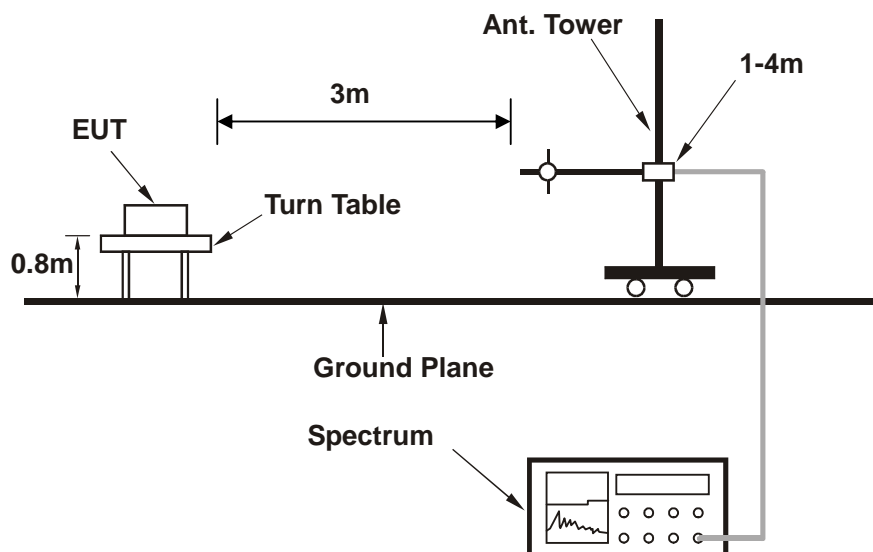 Ant. Tower
1-4m
3m
EUT
Turn Table
0.8m
Ground Plane
Spectrum